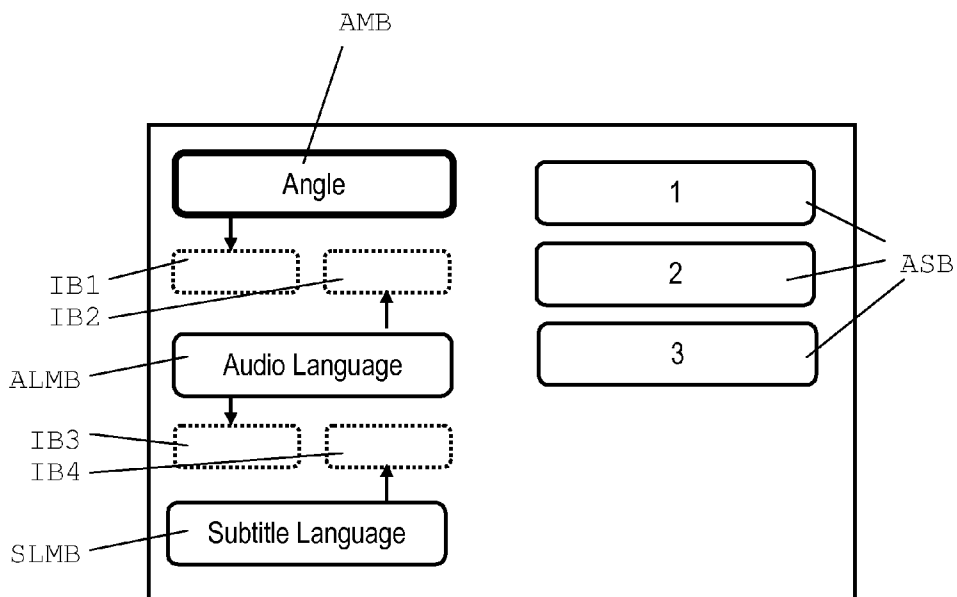 AMB
Angle
1
IB1
IB2
2
ASB
ALMB
Audio Language
3
IB3
IB4
SLMB
Subtitle Language